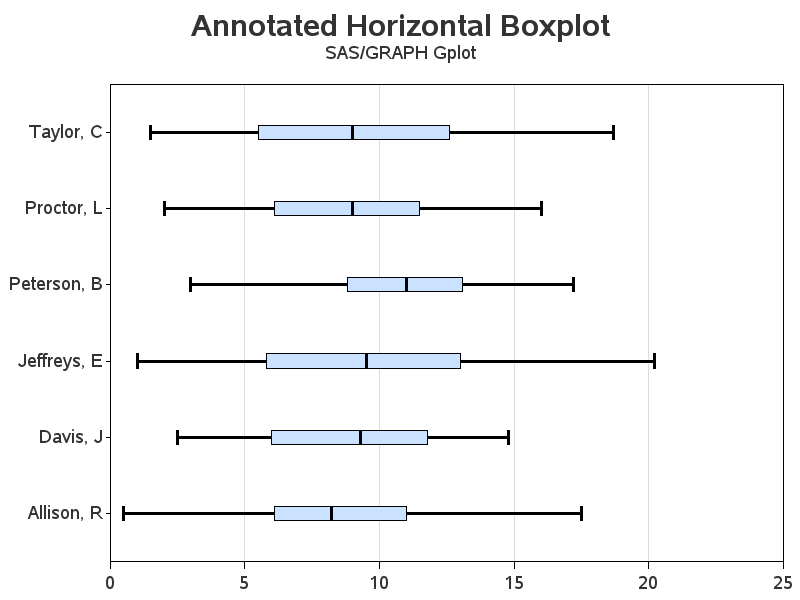 Annotated Horizontal Boxplot
SAS/GRAPH Gplot
Taylor, C
Proctor, L
Peterson, B
Jeffreys, E
Davis, J
Allison, R
0 5 10 15 20 25